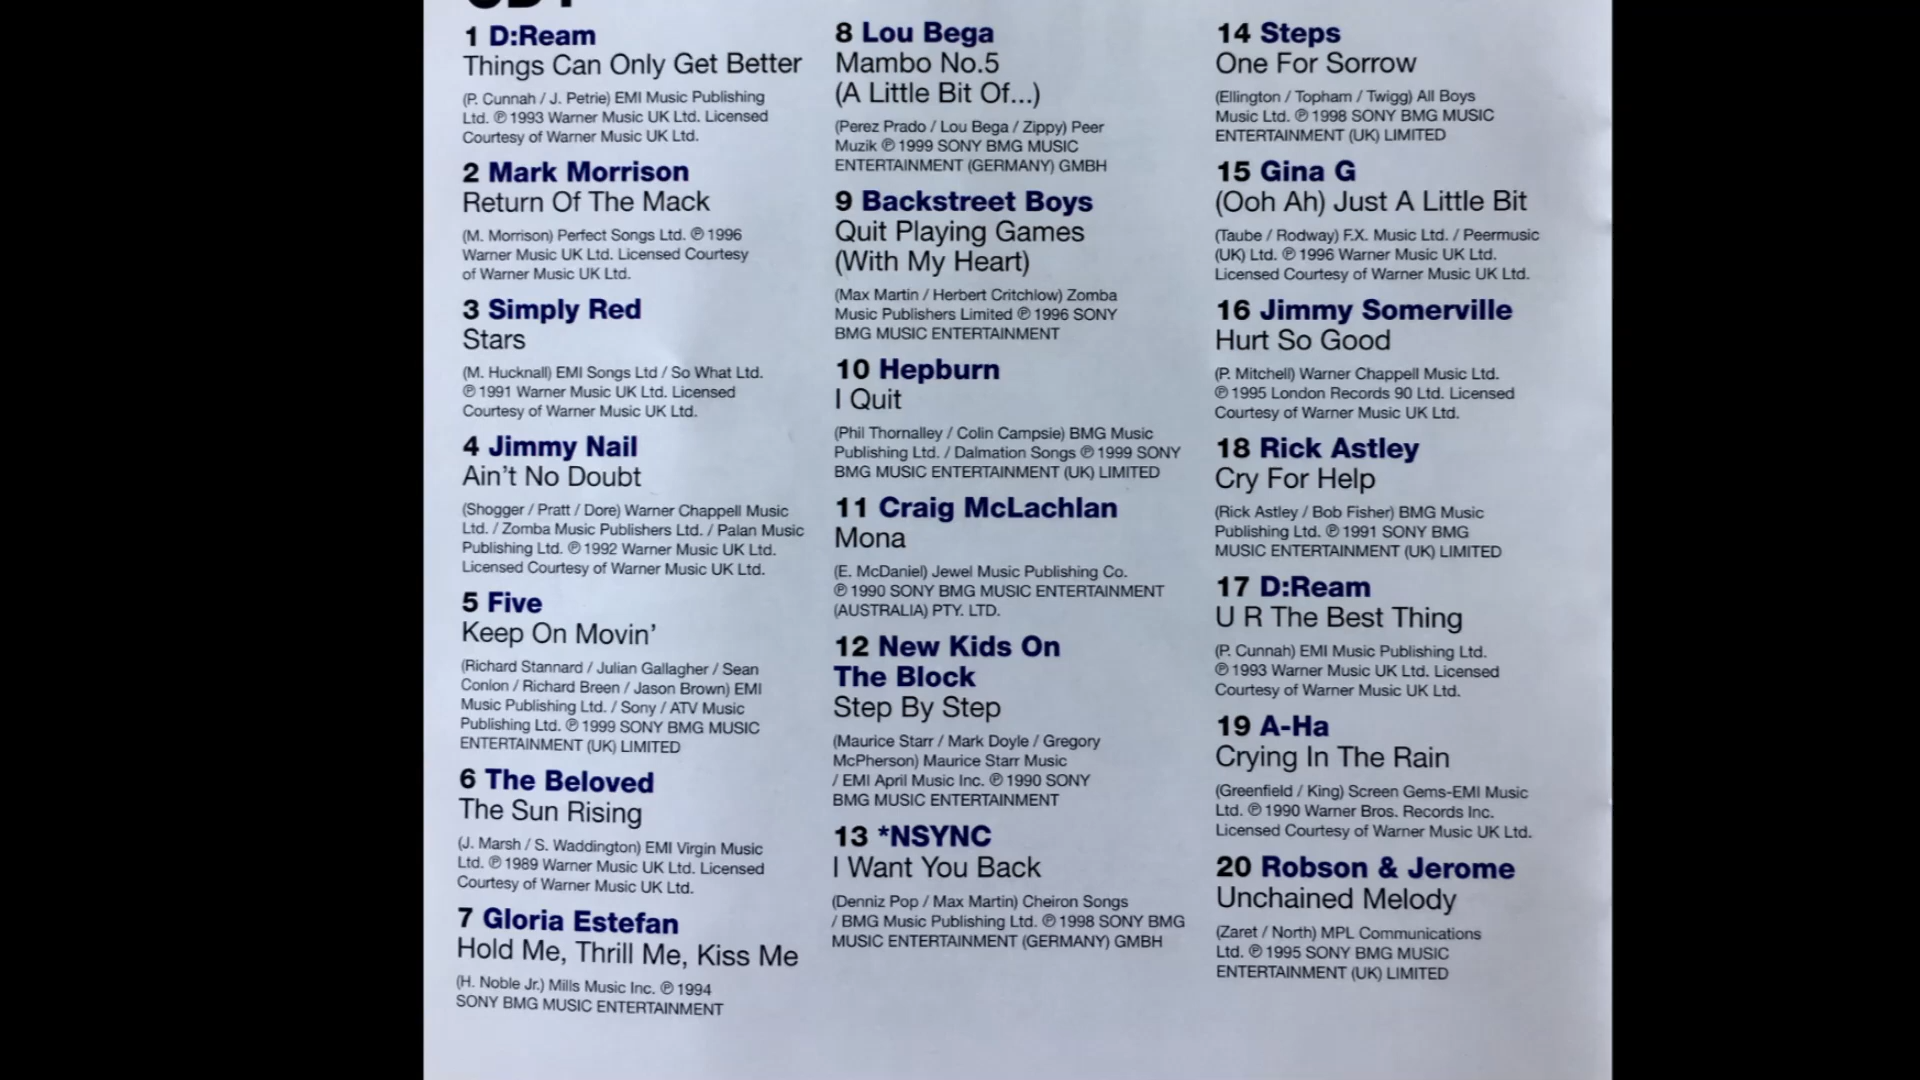 1 D:Ream
Things Can Only Get Better
(P. Cunnah / J. Petrie) EMI Music Publishing
Ltd. ℗ 1993 Warner Music UK Ltd. Licensed
Courtesy of Warner Music UK Ltd.
2 Mark Morrison
Return Of The Mack
(M. Morrison) Perfect Songs Ltd. ℗ 1996
Warner Music UK Ltd. Licensed Courtesy
of Warner Music UK Ltd.
3 Simply Red
Stars
(M. Hucknall) EMI Songs Ltd / So What Ltd.
℗ 1991 Warner Music UK Ltd. Licensed
Courtesy of Warner Music UK Ltd.
4 Jimmy Nail
Ain't No Doubt
(Shogger / Pratt / Dore) Warner Chappell Music
Ltd. / Zomba Music Publishers Ltd. / Palan Music
Publishing Ltd. ℗ 1992 Warner Music UK Ltd.
Licensed Courtesy of Warner Music UK Ltd.
5 Five
Keep On Movin'
(Richard Stannard / Julian Gallagher / Sean
Conlon / Richard Breen / Jason Brown) EMI
Music Publishing Ltd. / Sony / ATV Music
Publishing Ltd. ℗ 1999 SONY BMG MUSIC
ENTERTAINMENT (UK) LIMITED
6 The Beloved
The Sun Rising
(J. Marsh / S. Waddington) EMI Virgin Music
Ltd. ℗ 1989 Warner Music UK Ltd. Licensed
Courtesy of Warner Music UK Ltd.
7 Gloria Estefan
Hold Me, Thrill Me, Kiss Me
(H. Noble Jr.) Mills Music Inc. ℗ 1994
SONY BMG MUSIC ENTERTAINMENT
8 Lou Bega
Mambo No.5
(A Little Bit Of...)
(Perez Prado / Lou Bega / Zippy) Peer
Muzik ℗ 1999 SONY BMG MUSIC
ENTERTAINMENT (GERMANY) GMBH
9 Backstreet Boys
Quit Playing Games
(With My Heart)
(Max Martin / Herbert Critchlow) Zomba
Music Publishers Limited ℗ 1996 SONY
BMG MUSIC ENTERTAINMENT
10 Hepburn
I Quit
(Phil Thornalley / Colin Campsie) BMG Music
Publishing Ltd. / Dalmation Songs ℗ 1999 SONY
BMG MUSIC ENTERTAINMENT (UK) LIMITED
11 Craig McLachlan
Mona
(E. McDaniel) Jewel Music Publishing Co.
℗ 1990 SONY BMG MUSIC ENTERTAINMENT
(AUSTRALIA) PTY. LTD.
12 New Kids On
The Block
Step By Step
(Maurice Starr / Mark Doyle / Gregory
McPherson) Maurice Starr Music
/ EMI April Music Inc. ℗ 1990 SONY
BMG MUSIC ENTERTAINMENT
13 *NSYNC
I Want You Back
(Denniz Pop / Max Martin) Cheiron Songs
/ BMG Music Publishing Ltd. ℗ 1998 SONY BMG
MUSIC ENTERTAINMENT (GERMANY) GMBH
14 Steps
One For Sorrow
(Ellington / Topham / Twigg) All Boys
Music Ltd. ℗ 1998 SONY BMG MUSIC
ENTERTAINMENT (UK) LIMITED
15 Gina G
(Ooh Ah) Just A Little Bit
(Taube / Rodway) F.X. Music Ltd. / Peermusic
(UK) Ltd. ℗ 1996 Warner Music UK Ltd.
Licensed Courtesy of Warner Music UK Ltd.
16 Jimmy Somerville
Hurt So Good
(P. Mitchell) Warner Chappell Music Ltd.
℗ 1995 London Records 90 Ltd. Licensed
Courtesy of Warner Music UK Ltd.
18 Rick Astley
Cry For Help
(Rick Astley / Bob Fisher) BMG Music
Publishing Ltd. ℗ 1991 SONY BMG
MUSIC ENTERTAINMENT (UK) LIMITED
17 D:Ream
U R The Best Thing
(P. Cunnah) EMI Music Publishing Ltd.
℗ 1993 Warner Music UK Ltd. Licensed
Courtesy of Warner Music UK Ltd.
19 A-Ha
Crying In The Rain
(Greenfield / King) Screen Gems-EMI Music
Ltd. ℗ 1990 Warner Bros. Records Inc.
Licensed Courtesy of Warner Music UK Ltd.
20 Robson & Jerome
Unchained Melody
(Zaret / North) MPL Communications
Ltd. ℗ 1995 SONY BMG MUSIC
ENTERTAINMENT (UK) LIMITED